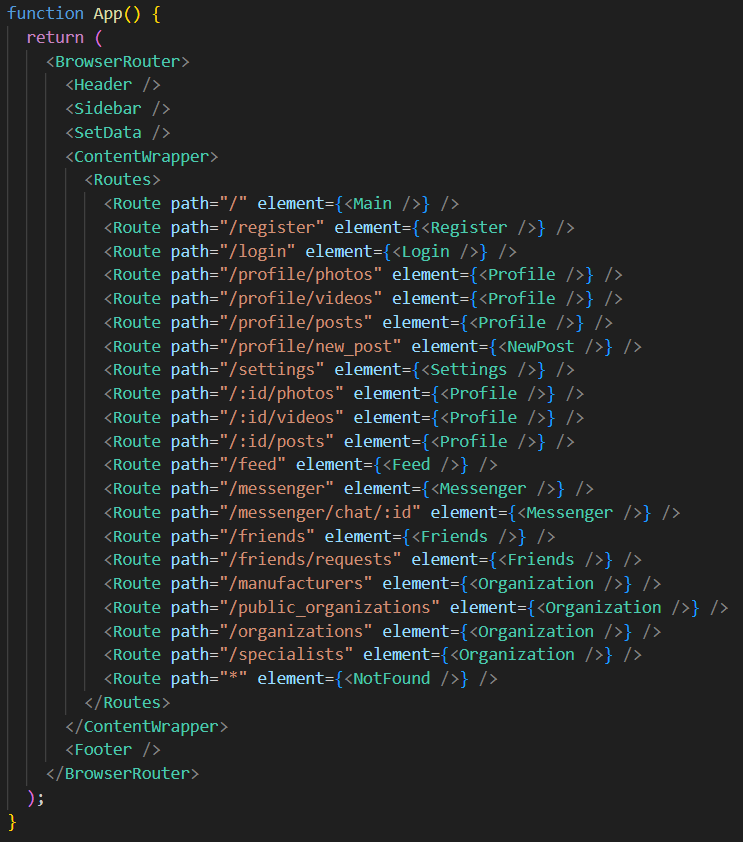 function App() {
  return (
    <BrowserRouter>
      <Header />
      <Sidebar />
      <SetData />
      <ContentWrapper>
        <Routes>
          <Route path="/" element={<Main />} />
          <Route path="/register" element={<Register />} />
          <Route path="/login" element={<Login />} />
          <Route path="/profile/photos" element={<Profile />} />
          <Route path="/profile/videos" element={<Profile />} />
          <Route path="/profile/posts" element={<Profile />} />
          <Route path="/profile/new_post" element={<NewPost />} />
          <Route path="/settings" element={<Settings />} />
          <Route path="/:id/photos" element={<Profile />} />
          <Route path="/:id/videos" element={<Profile />} />
          <Route path="/:id/posts" element={<Profile />} />
          <Route path="/feed" element={<Feed />} />
          <Route path="/messenger" element={<Messenger />} />
          <Route path="/messenger/chat/:id" element={<Messenger />} />
          <Route path="/friends" element={<Friends />} />
          <Route path="/friends/requests" element={<Friends />} />
          <Route path="/manufacturers" element={<Organization />} />
          <Route path="/public_organizations" element={<Organization />} />
          <Route path="/organizations" element={<Organization />} />
          <Route path="/specialists" element={<Organization />} />
          <Route path="*" element={<NotFound />} />
        </Routes>
      </ContentWrapper>
      <Footer />
    </BrowserRouter>
  );
}